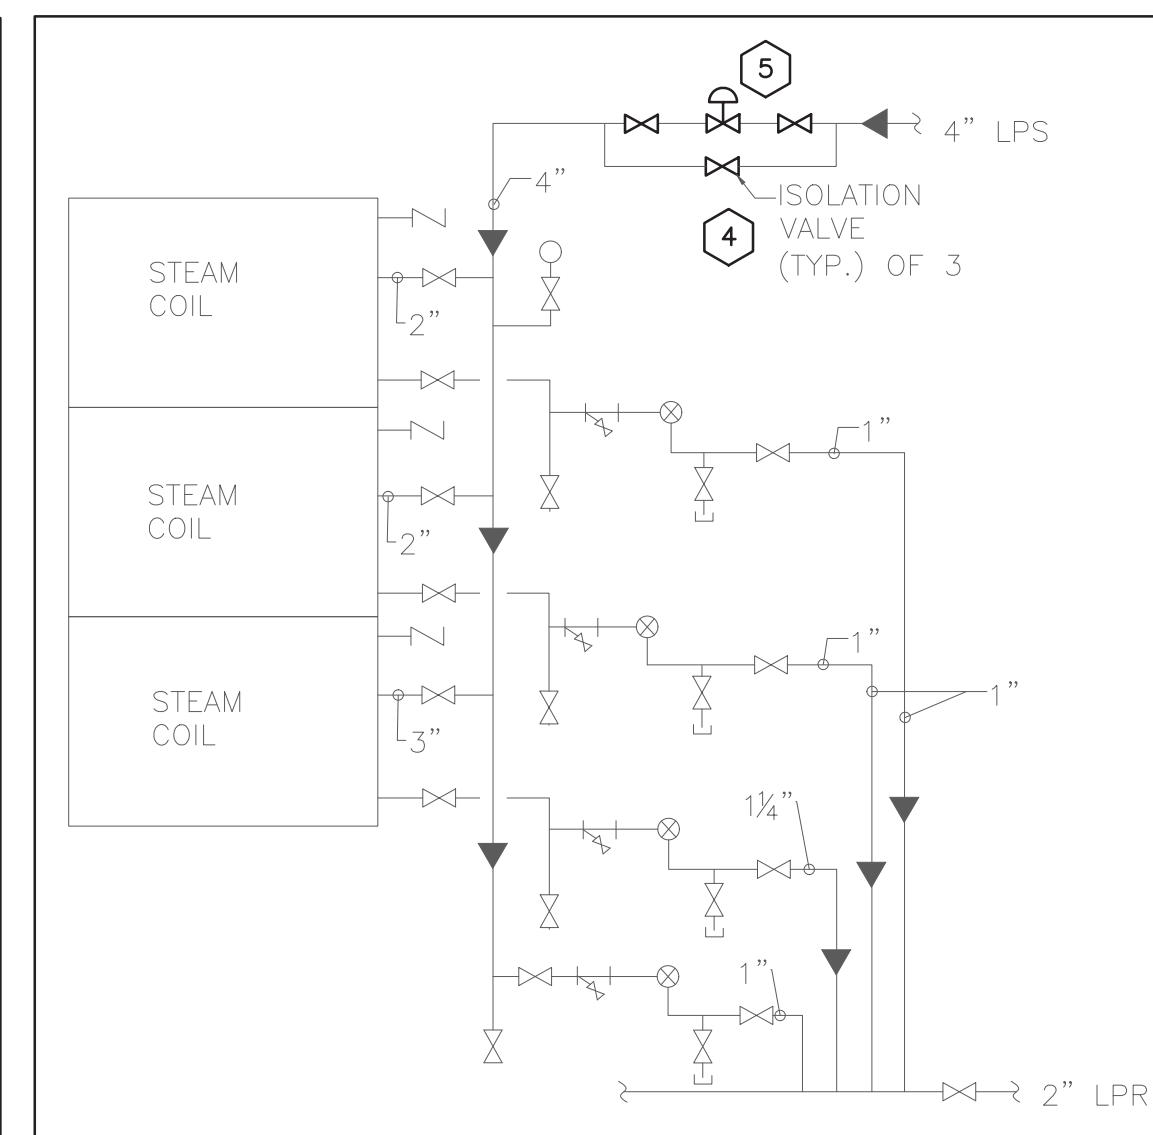 5
4" LPS
4"
ISOLATION
VALVE
(TYP.) OF 3
4
STEAM
COIL
2"
1"
STEAM
COIL
2"
1"
1"
STEAM
COIL
3"
1¼"
1"
2" LPR